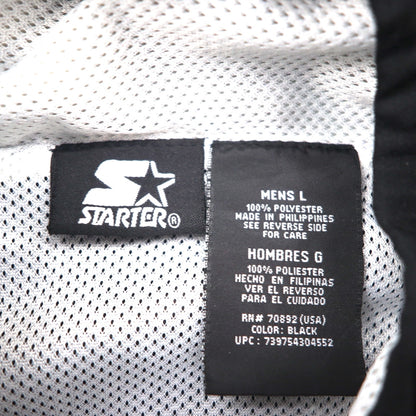 STARTER®
MENS L
100% POLYESTER
MADE IN PHILIPPINES
SEE REVERSE SIDE
FOR CARE
HOMBRES G
100% POLIESTER
HECHO EN FILIPINAS
VER EL REVERSO
PARA EL CUIDADO
RN# 70892 (USA)
COLOR: BLACK
UPC : 739754304552